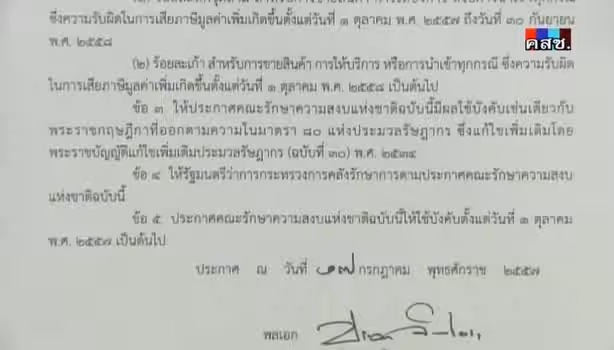 คสช.
ซึ่งความรับผิดในการเสียภาษีมูลค่าเพิ่มเกิดขึ้นตั้งแต่วันที่ ๑ ตุลาคม พ.ศ. ๒๕๕๗ ถึงวันที่ ๓๐ กันยายน
พ.ศ. ๒๕๕๘
(๒) ร้อยละเก้า สำหรับการขายสินค้า การให้บริการ หรือการนำเข้าทุกกรณี ซึ่งความรับผิด
ในการเสียภาษีมูลค่าเพิ่มเกิดขึ้นตั้งแต่วันที่ ๑ ตุลาคม พ.ศ. ๒๕๕๘ เป็นต้นไป
ข้อ ๓ ให้ประกาศคณะรักษาความสงบแห่งชาติฉบับนี้มีผลใช้บังคับเช่นเดียวกับ
พระราชกฤษฎีกาที่ออกตามความในมาตรา ๘๐ แห่งประมวลรัษฎากร ซึ่งแก้ไขเพิ่มเติมโดย
พระราชบัญญัติแก้ไขเพิ่มเติมประมวลรัษฎากร (ฉบับที่ ๓๐) พ.ศ. ๒๕๓๔
ข้อ ๔ ให้รัฐมนตรีว่าการกระทรวงการคลังรักษาการตามประกาศคณะรักษาความสงบ
แห่งชาติฉบับนี้
ข้อ ๕ ประกาศคณะรักษาความสงบแห่งชาติฉบับนี้ให้ใช้บังคับตั้งแต่วันที่ ๑ ตุลาคม
พ.ศ. ๒๕๕๗ เป็นต้นไป
ประกาศ ณ วันที่ ๑๗ กรกฎาคม พุทธศักราช ๒๕๕๗
พลเอก